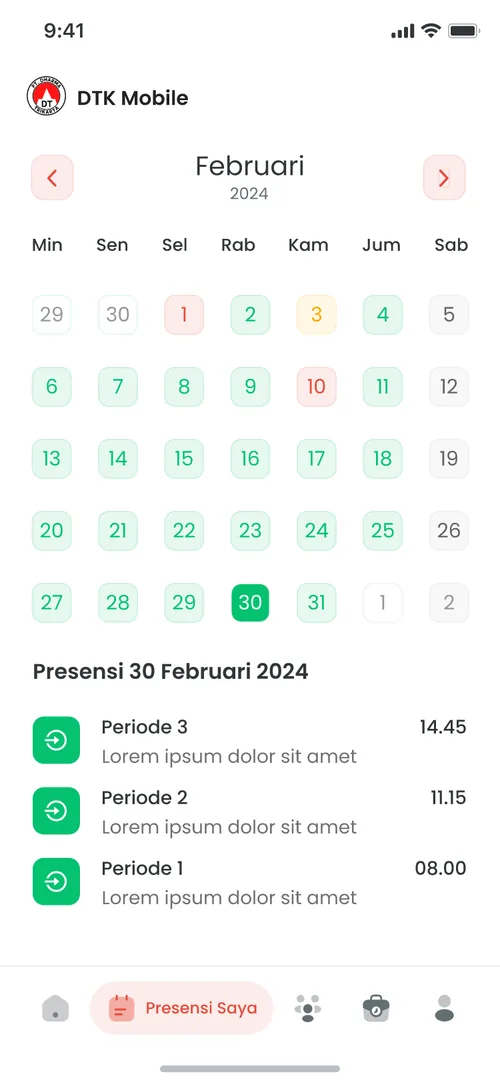 9:41
PT. DHARMA
DT
TRIKARTA
DTK Mobile
Februari
2024
Min Sen Sel Rab Kam Jum Sab
29 30 1 2 3 4 5
6 7 8 9 10 11 12
13 14 15 16 17 18 19
20 21 22 23 24 25 26
27 28 29 30 31 1 2
Presensi 30 Februari 2024
Periode 3 14.45
Lorem ipsum dolor sit amet
Periode 2 11.15
Lorem ipsum dolor sit amet
Periode 1 08.00
Lorem ipsum dolor sit amet
Presensi Saya